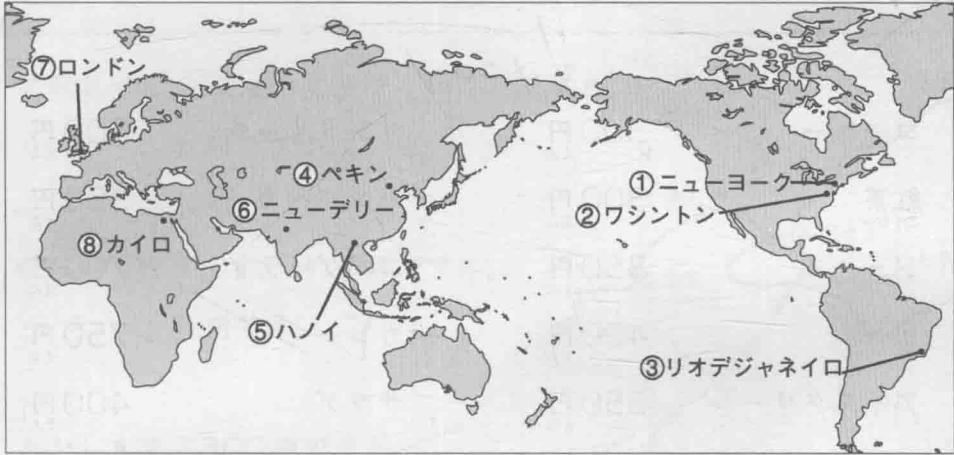 ⑦ロンドン
④ペキン
①ニューヨーク
⑥ニューデリー
②ワシントン
⑧カイロ
⑤ハノイ
③リオデジャネイロ